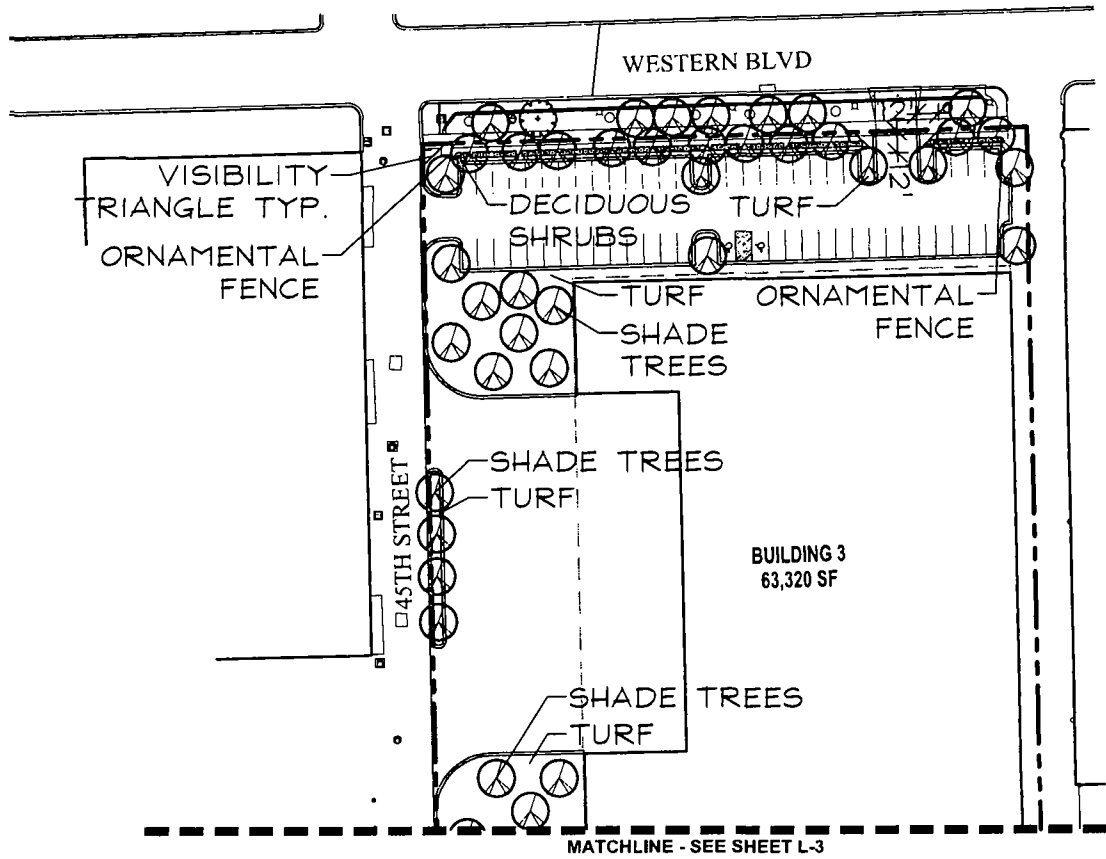 WESTERN BLVD
VISIBILITY
TRIANGLE TYP.
ORNAMENTAL
FENCE
DECIDUOUS
SHRUBS
TURF
TURF
SHADE
TREES
ORNAMENTAL
FENCE
SHADE TREES
TURF
45TH STREET
BUILDING 3
63,320 SF
SHADE TREES
TURF
MATCHLINE - SEE SHEET L-3